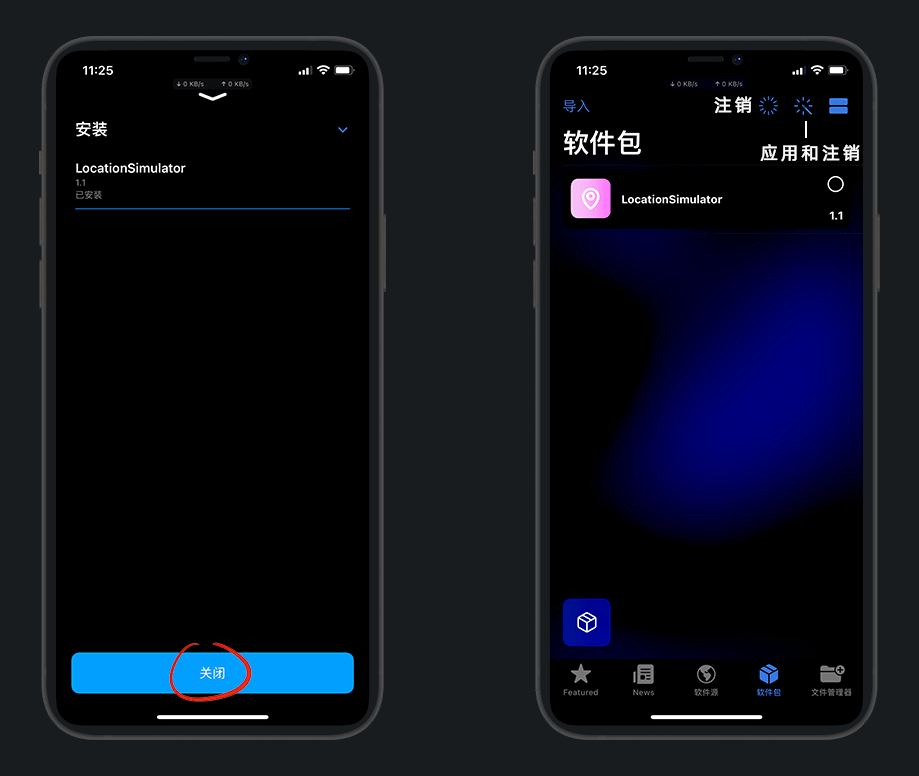 11:25
↓ 0 KB/s ↑ 0 KB/s
安装
LocationSimulator
1.1
已安装
关闭
11:25
↓ 0 KB/s ↑ 0 KB/s
导入
注销
软件包
应用和注销
LocationSimulator
1.1
Featured
News
软件源
软件包
文件管理器